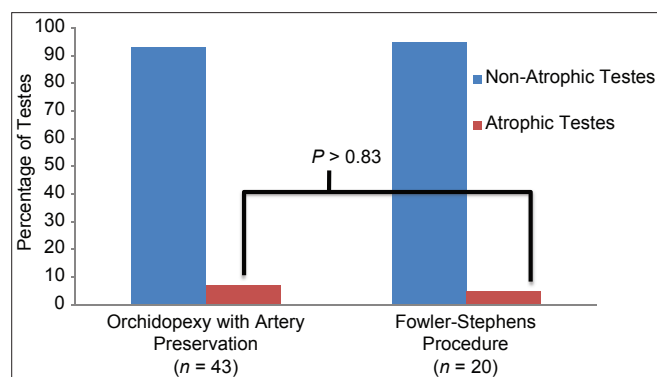 Percentage of Testes
100
90
80
70
60
50
40
30
20
10
0
Non-Atrophic Testes
Atrophic Testes
P > 0.83
Orchidopexy with Artery
Preservation
(n = 43)
Fowler-Stephens
Procedure
(n = 20)